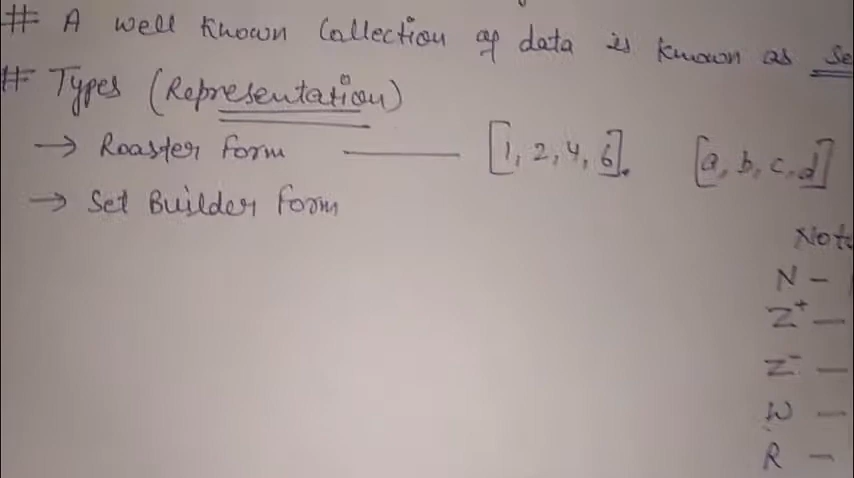 # A well known Collection of data is known as Se
# Types (Representation)
→ Roaster form —— [1, 2, 4, 6]. [a, b, c, d]
→ Set Builder form
Note
N -
Z⁺ —
Z⁻ —
W —
R -